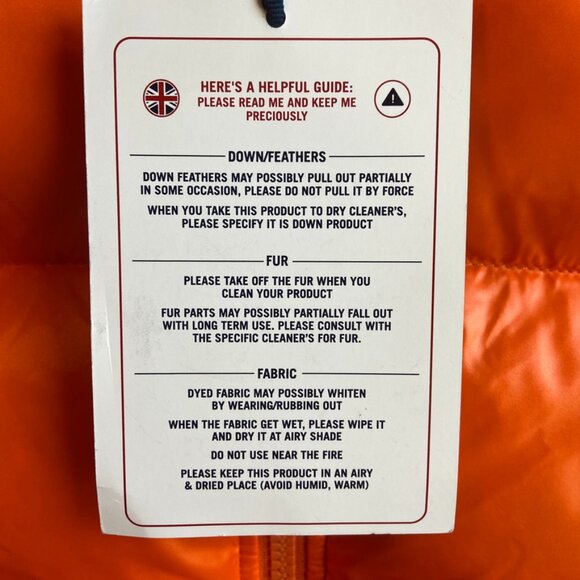 HERE'S A HELPFUL GUIDE:
PLEASE READ ME AND KEEP ME
PRECIOUSLY
DOWN/FEATHERS
DOWN FEATHERS MAY POSSIBLY PULL OUT PARTIALLY
IN SOME OCCASION, PLEASE DO NOT PULL IT BY FORCE
WHEN YOU TAKE THIS PRODUCT TO DRY CLEANER'S,
PLEASE SPECIFY IT IS DOWN PRODUCT
FUR
PLEASE TAKE OFF THE FUR WHEN YOU
CLEAN YOUR PRODUCT
FUR PARTS MAY POSSIBLY PARTIALLY FALL OUT
WITH LONG TERM USE. PLEASE CONSULT WITH
THE SPECIFIC CLEANER'S FOR FUR.
FABRIC
DYED FABRIC MAY POSSIBLY WHITEN
BY WEARING/RUBBING OUT
WHEN THE FABRIC GET WET, PLEASE WIPE IT
AND DRY IT AT AIRY SHADE
DO NOT USE NEAR THE FIRE
PLEASE KEEP THIS PRODUCT IN AN AIRY
& DRIED PLACE (AVOID HUMID, WARM)